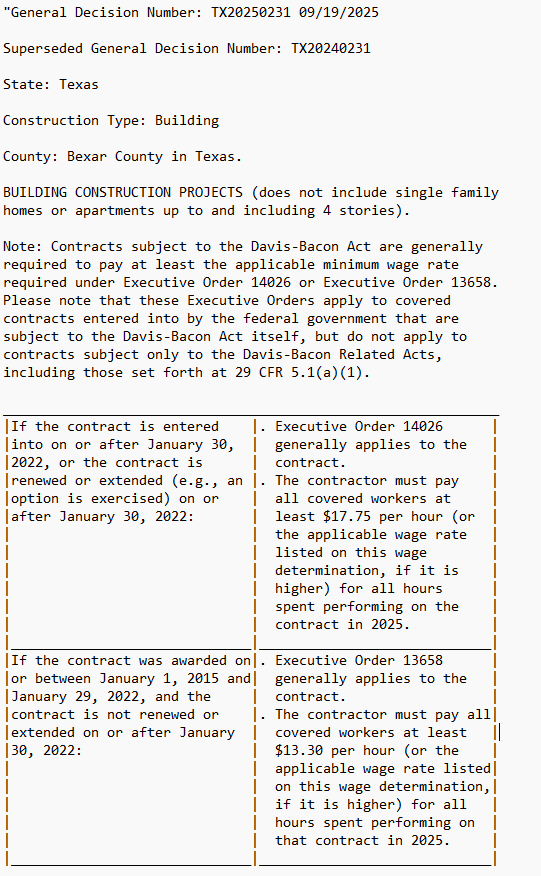 "General Decision Number: TX20250231 09/19/2025
Superseded General Decision Number: TX20240231
State: Texas
Construction Type: Building
County: Bexar County in Texas.
BUILDING CONSTRUCTION PROJECTS (does not include single family
homes or apartments up to and including 4 stories).
Note: Contracts subject to the Davis-Bacon Act are generally
required to pay at least the applicable minimum wage rate
required under Executive Order 14026 or Executive Order 13658.
Please note that these Executive Orders apply to covered
contracts entered into by the federal government that are
subject to the Davis-Bacon Act itself, but do not apply to
contracts subject only to the Davis-Bacon Related Acts,
including those set forth at 29 CFR 5.1(a)(1).
If the contract is entered
into on or after January 30,
2022, or the contract is
renewed or extended (e.g., an
option is exercised) on or
after January 30, 2022:
. Executive Order 14026
generally applies to the
contract.
. The contractor must pay
all covered workers at
least $17.75 per hour (or
the applicable wage rate
listed on this wage
determination, if it is
higher) for all hours
spent performing on the
contract in 2025.
If the contract was awarded on
or between January 1, 2015 and
January 29, 2022, and the
contract is not renewed or
extended on or after January
30, 2022:
. Executive Order 13658
generally applies to the
contract.
. The contractor must pay all
covered workers at least
$13.30 per hour (or the
applicable wage rate listed
on this wage determination,
if it is higher) for all
hours spent performing on
that contract in 2025.